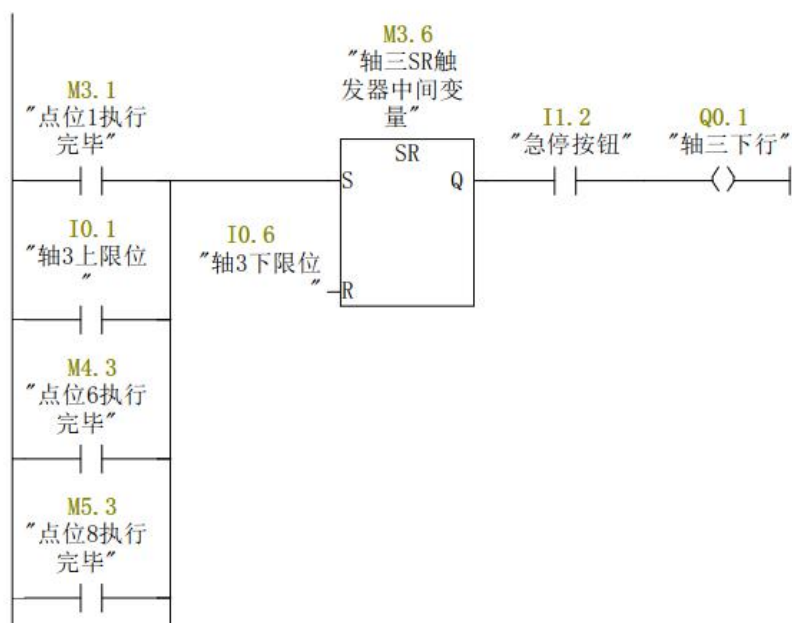 M3.6
"轴三SR触
发器中间变
量"
M3.1
"点位1执行
完毕"
I1.2
"急停按钮"
Q0.1
"轴三下行"
SR
S
Q
I0.1
"轴3上限位
"
I0.6
"轴3下限位
"
R
M4.3
"点位6执行
完毕"
M5.3
"点位8执行
完毕"